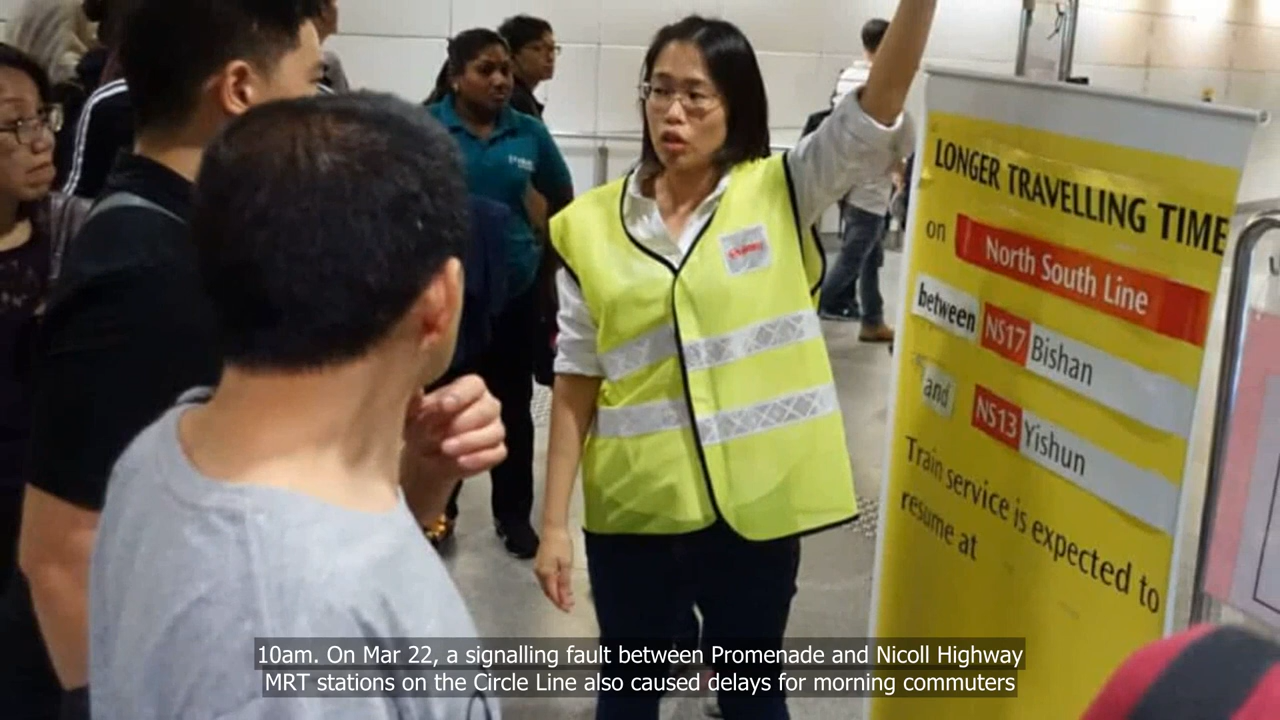 LONGER TRAVELLING TIME
on North South Line
between NS17 Bishan
and NS13 Yishun
Train service is expected to
resume at
10am. On Mar 22, a signalling fault between Promenade and Nicoll Highway
MRT stations on the Circle Line also caused delays for morning commuters